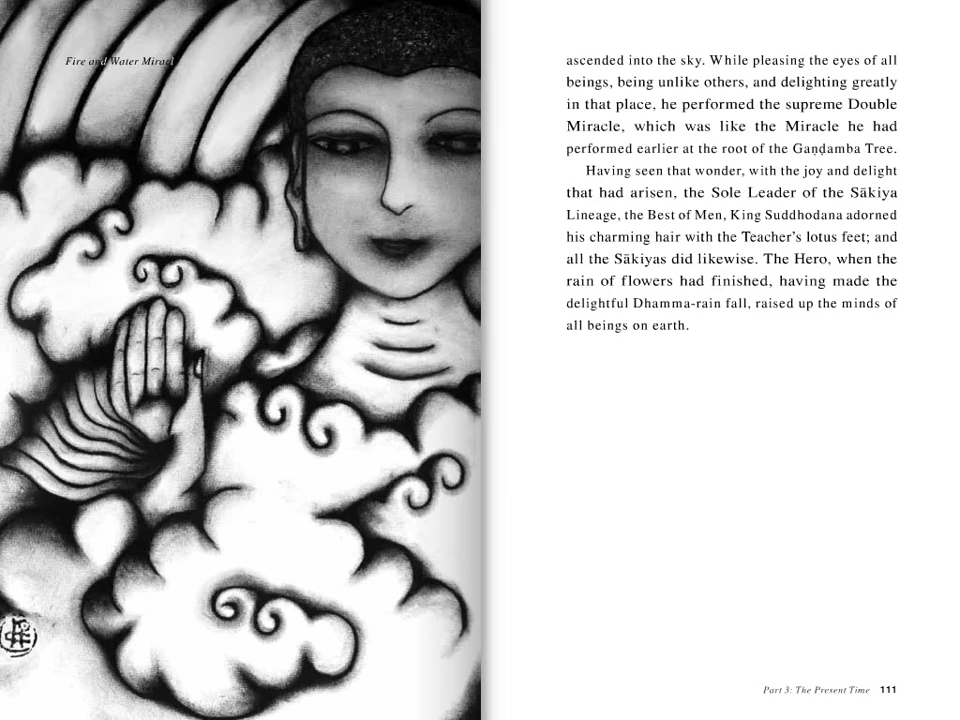 Fire and Water Miracl
ascended into the sky. While pleasing the eyes of all
beings, being unlike others, and delighting greatly
in that place, he performed the supreme Double
Miracle, which was like the Miracle he had
performed earlier at the root of the Gaṇḍamba Tree.
Having seen that wonder, with the joy and delight
that had arisen, the Sole Leader of the Sākiya
Lineage, the Best of Men, King Suddhodana adorned
his charming hair with the Teacher’s lotus feet; and
all the Sākiyas did likewise. The Hero, when the
rain of flowers had finished, having made the
delightful Dhamma-rain fall, raised up the minds of
all beings on earth.
Part 3: The Present Time 111